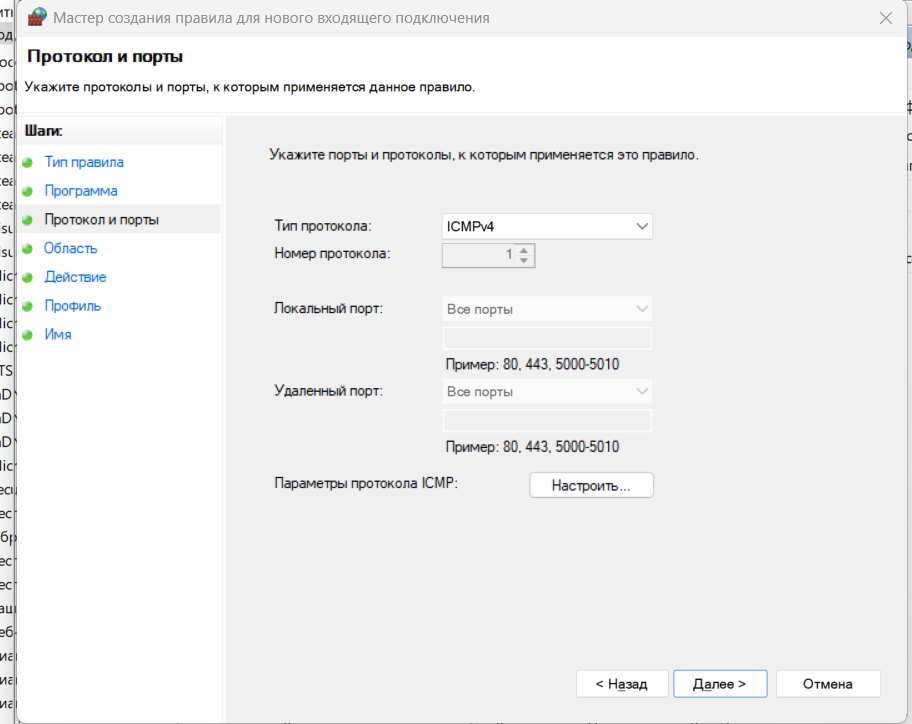 Мастер создания правила для нового входящего подключения
Протокол и порты
Укажите протоколы и порты, к которым применяется данное правило.
Шаги:
Тип правила
Программа
Протокол и порты
Область
Действие
Профиль
Имя
Укажите порты и протоколы, к которым применяется это правило.
Тип протокола: ICMPv4
Номер протокола: 1
Локальный порт: Все порты
Пример: 80, 443, 5000-5010
Удаленный порт: Все порты
Пример: 80, 443, 5000-5010
Параметры протокола ICMP: Настроить...
< Назад Далее > Отмена